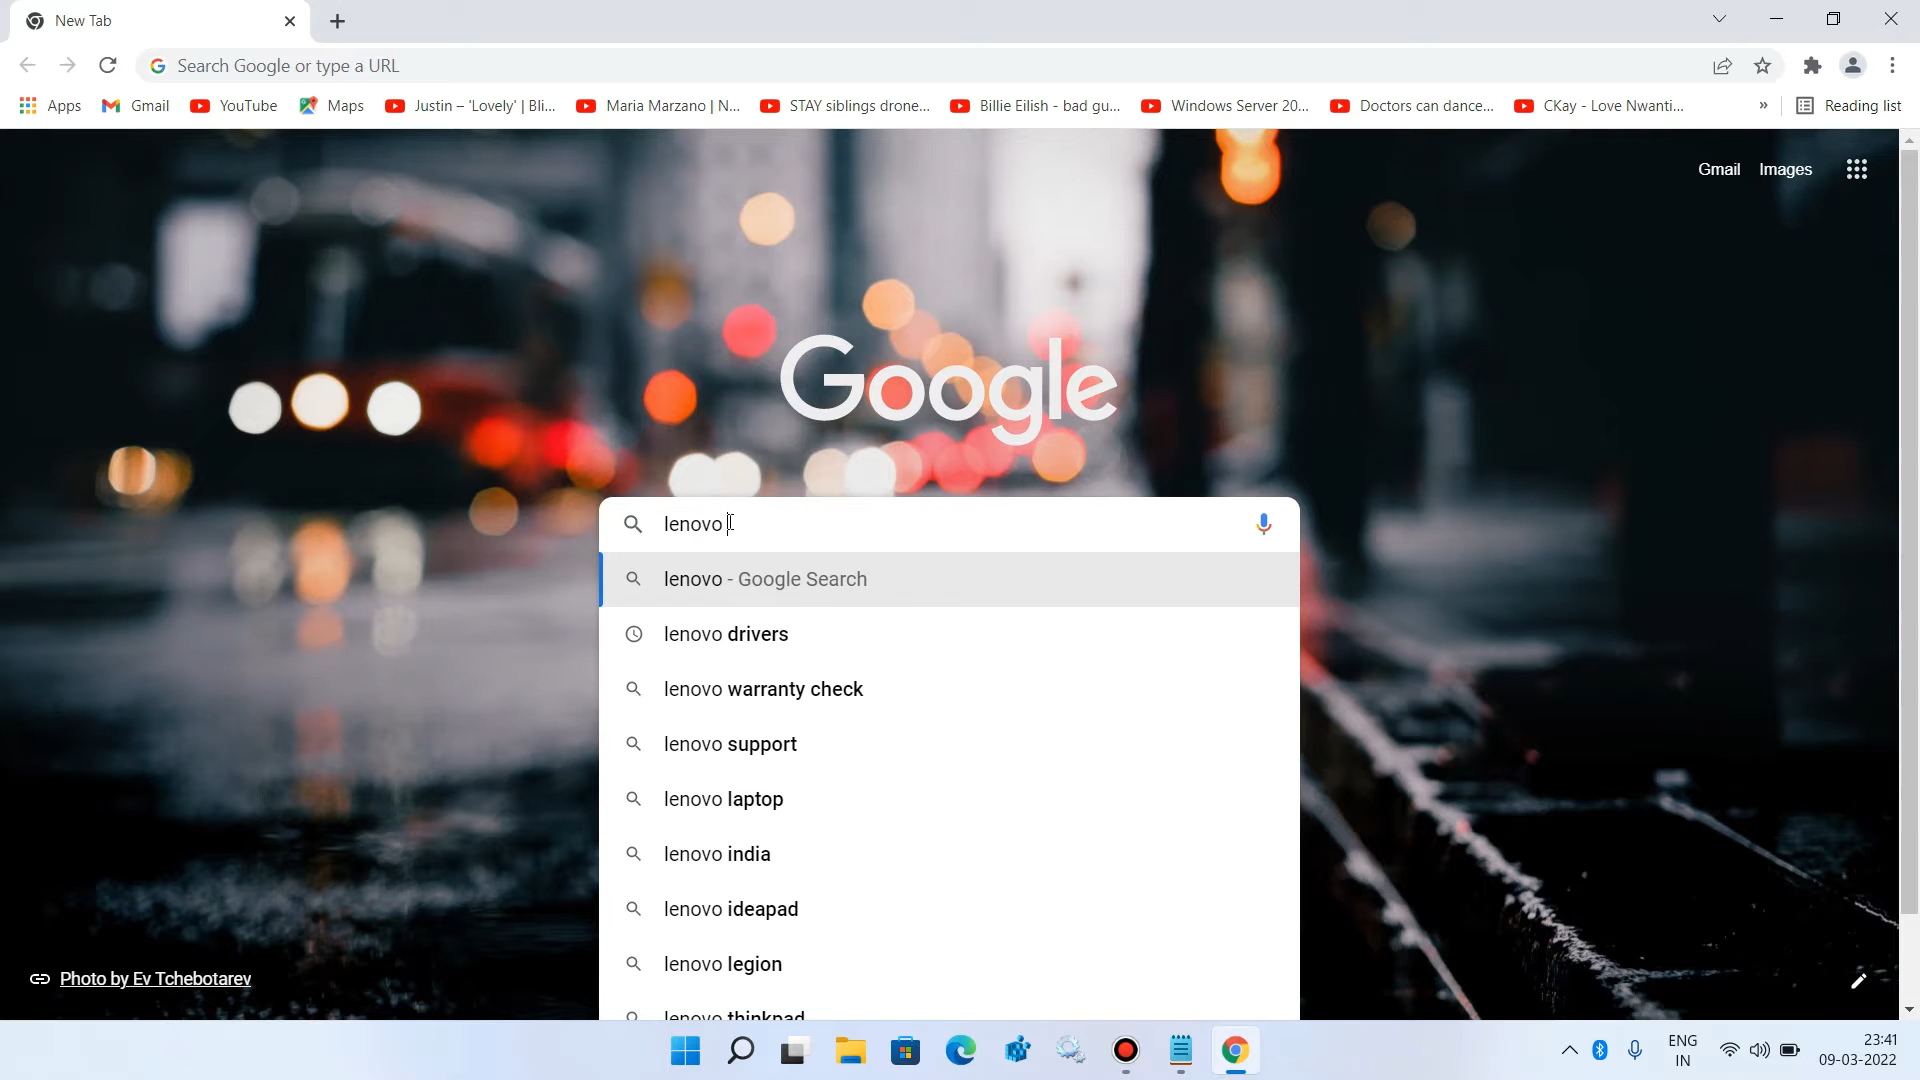 New Tab
Search Google or type a URL
Apps
Gmail
YouTube
Maps
Justin – 'Lovely' | Bli...
Maria Marzano | N...
STAY siblings drone...
Billie Eilish - bad gu...
Windows Server 20...
Doctors can dance...
CKay - Love Nwanti...
»
Reading list
Gmail
Images
Google
lenovo
lenovo - Google Search
lenovo drivers
lenovo warranty check
lenovo support
lenovo laptop
lenovo india
lenovo ideapad
lenovo legion
lenovo thinkpad
Photo by Ev Tchebotarev
ENG
IN
23:41
09-03-2022